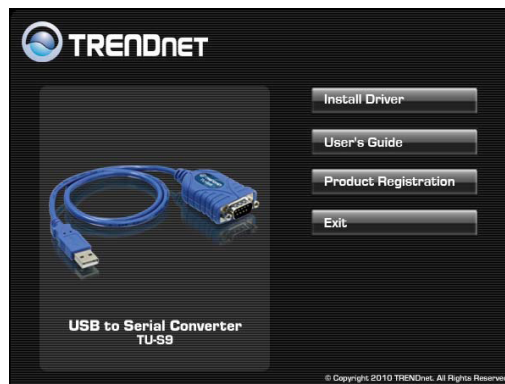 TRENDNET
Install Driver
User's Guide
Product Registration
Exit
USB to Serial Converter
TU-S9
© Copyright 2010 TRENDnet. All Rights Reserve